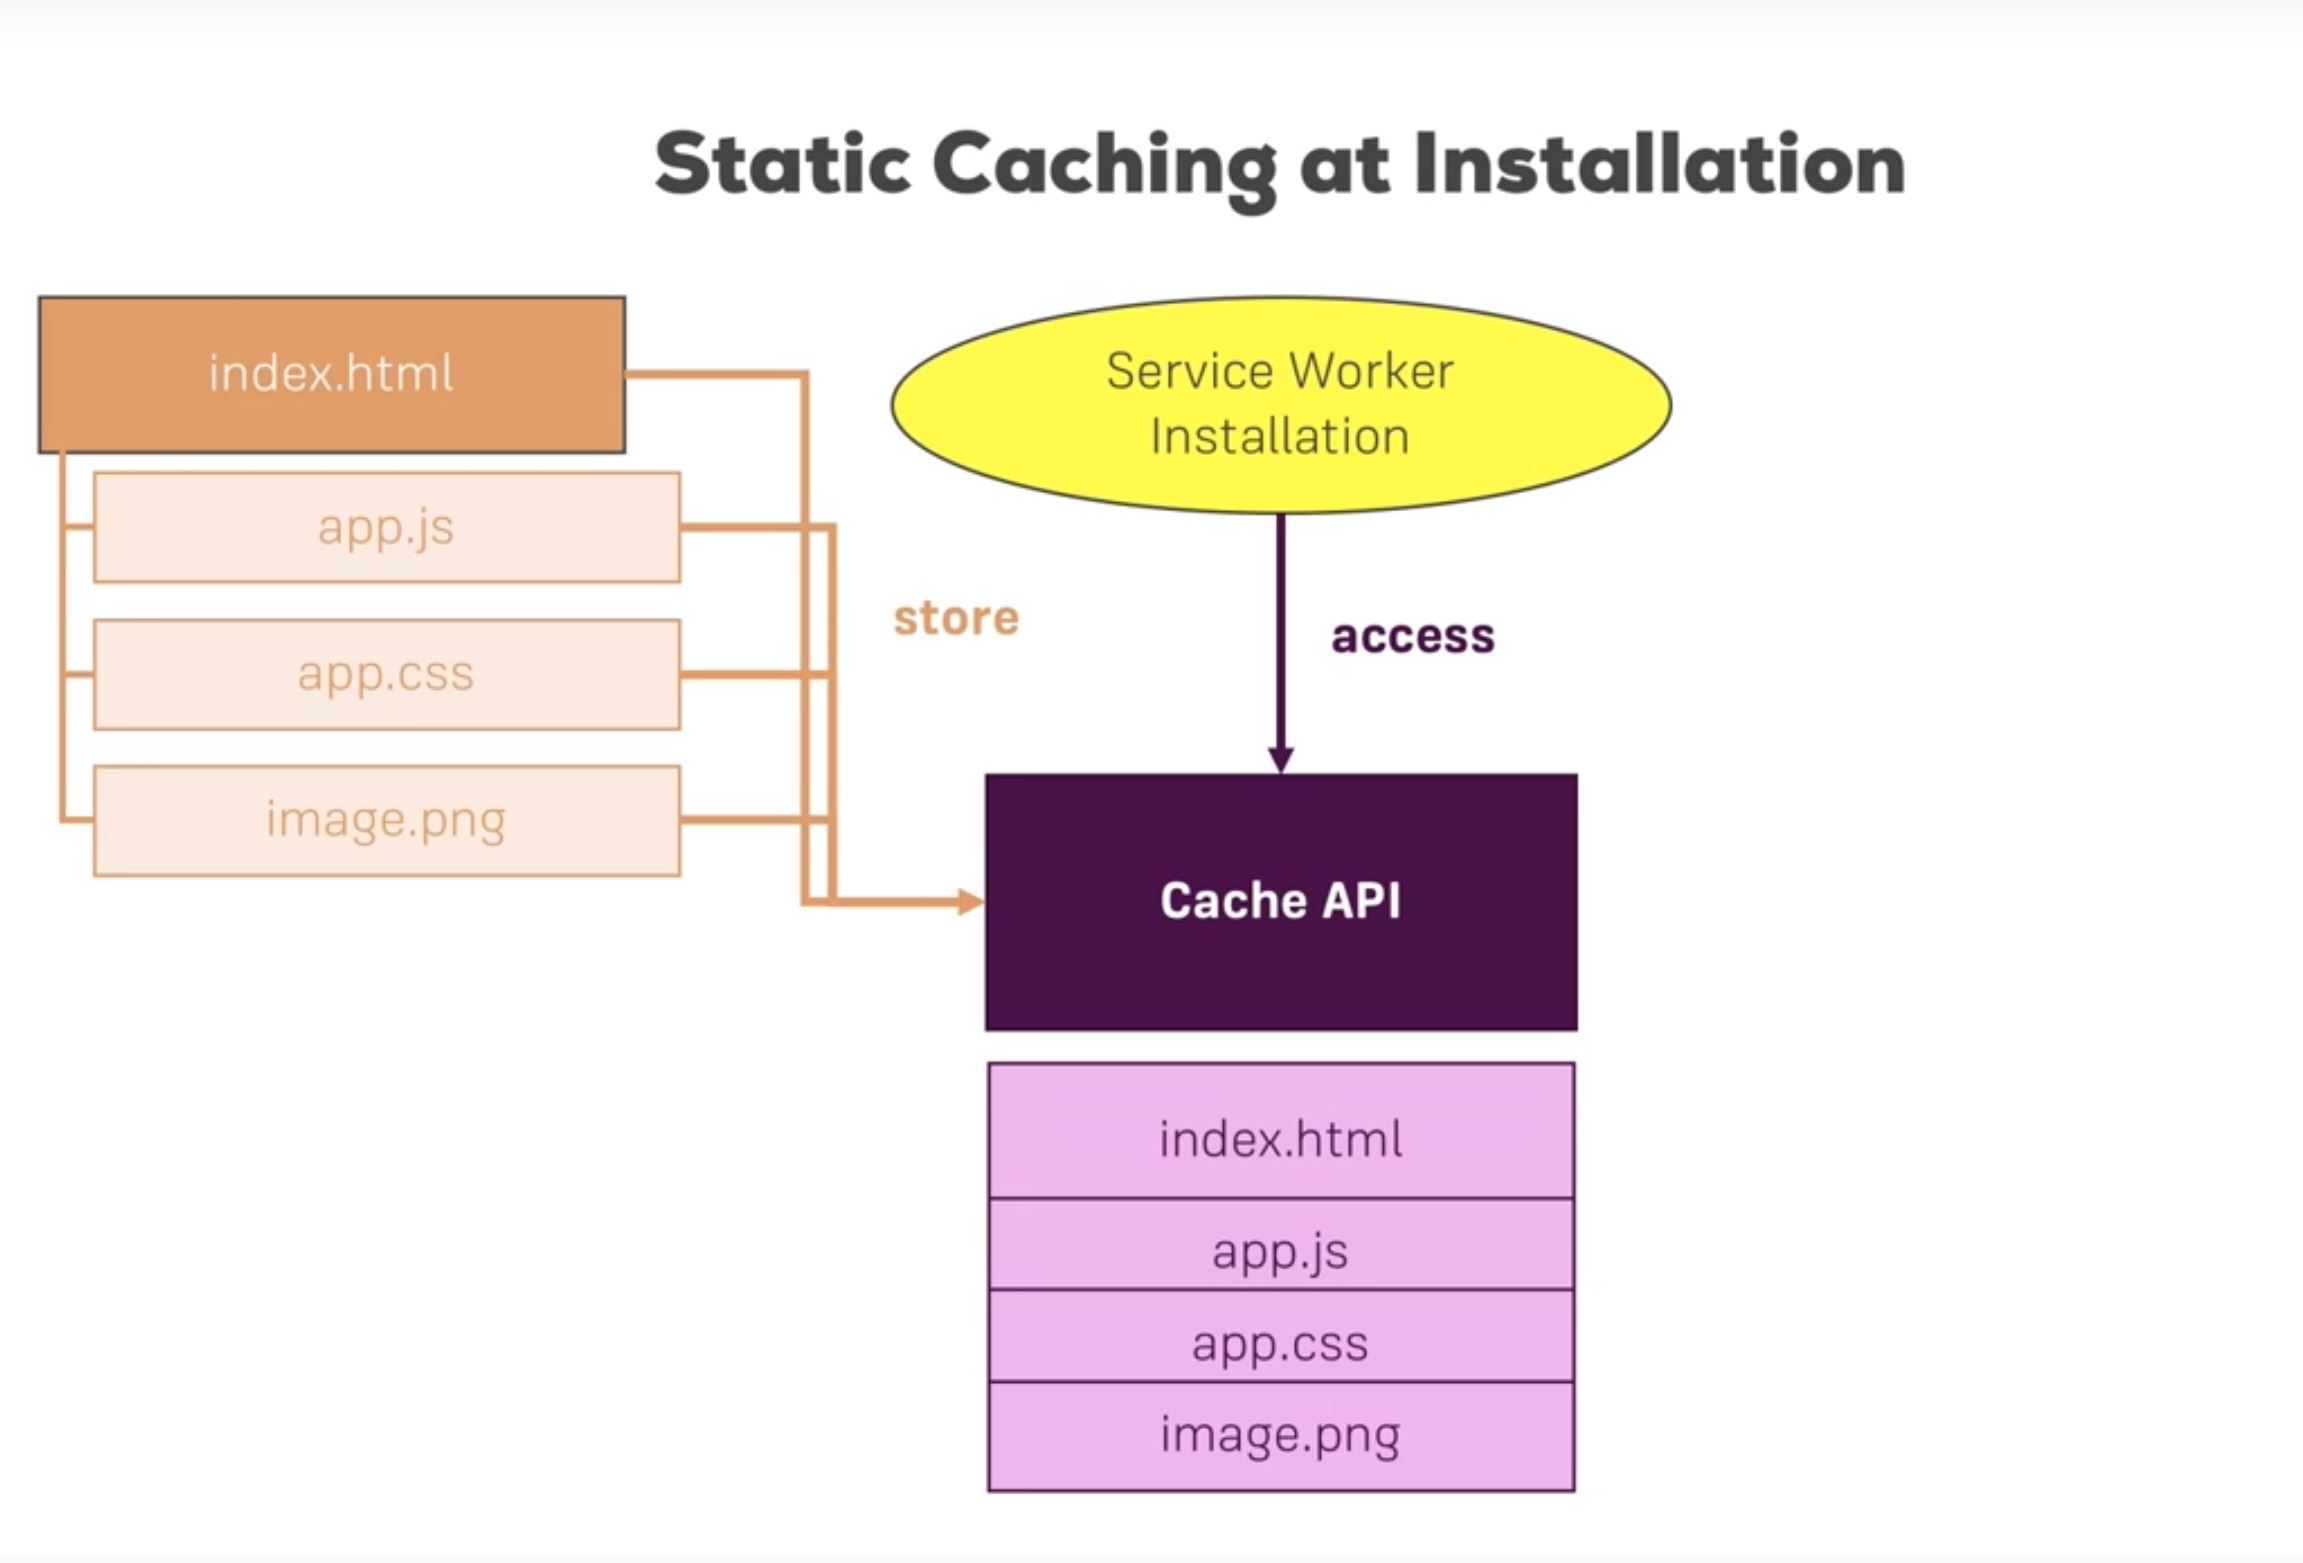 Static Caching at Installation
index.html
app.js
app.css
image.png
store
Service Worker
Installation
access
Cache API
index.html
app.js
app.css
image.png